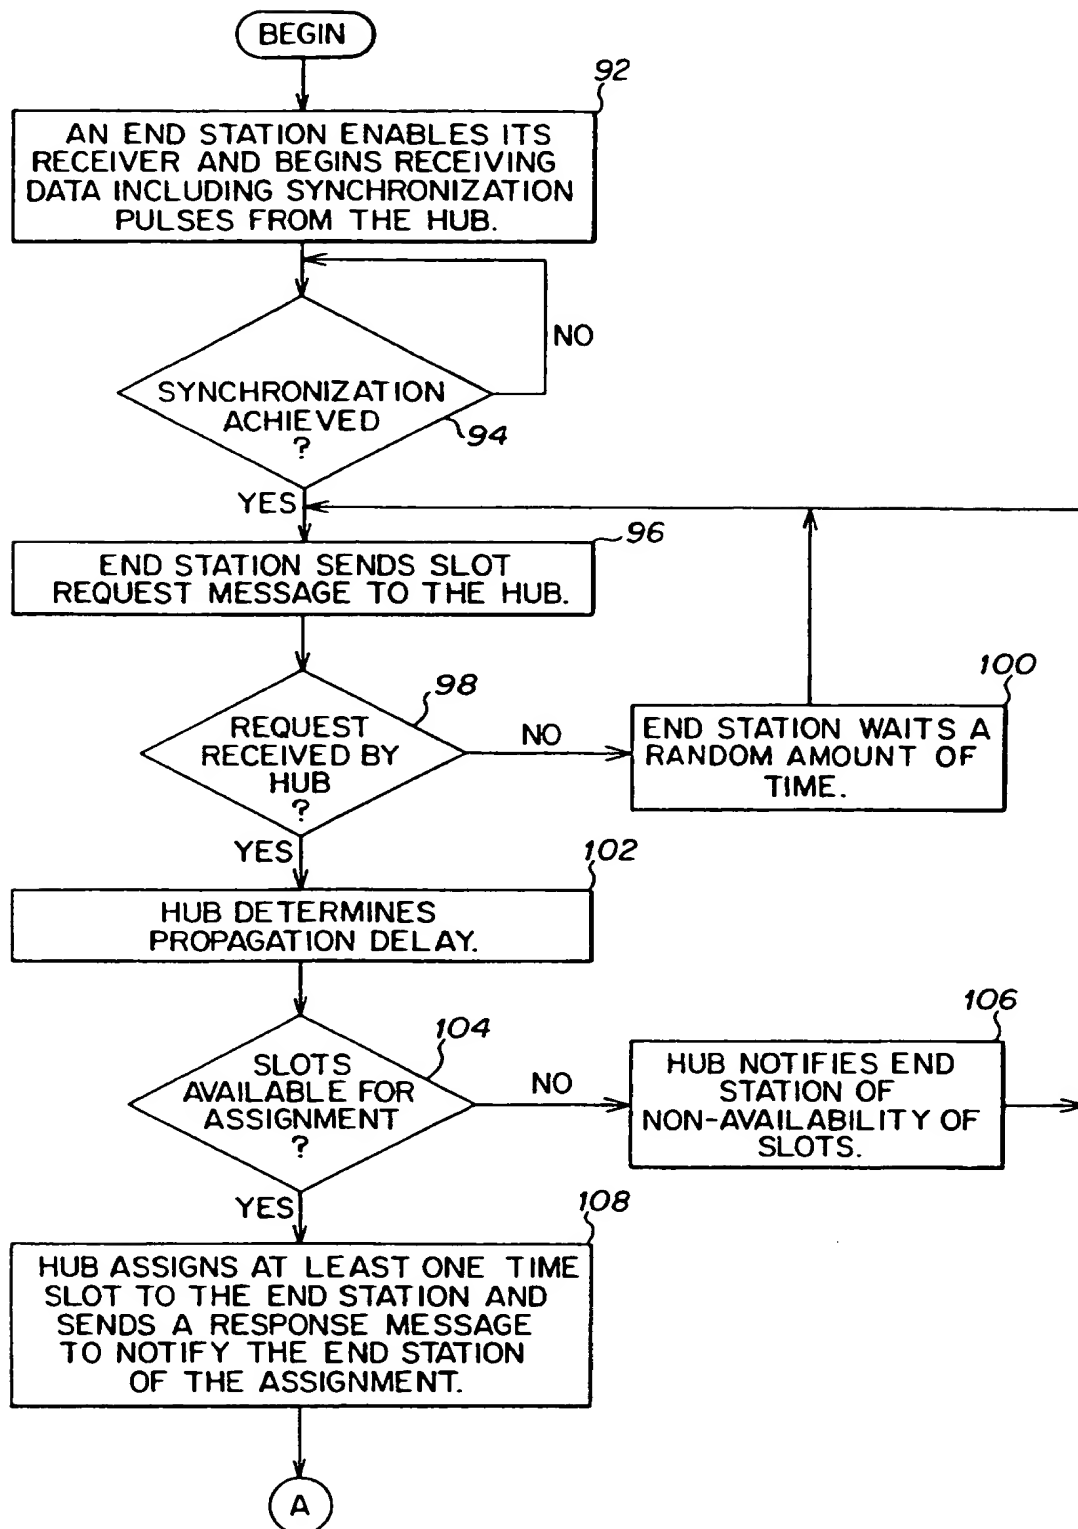 BEGIN
92
AN END STATION ENABLES ITS
RECEIVER AND BEGINS RECEIVING
DATA INCLUDING SYNCHRONIZATION
PULSES FROM THE HUB.
NO
SYNCHRONIZATION
ACHIEVED
?
94
YES
96
END STATION SENDS SLOT
REQUEST MESSAGE TO THE HUB.
98
REQUEST
RECEIVED BY
HUB
?
NO
100
END STATION WAITS A
RANDOM AMOUNT OF
TIME.
YES
102
HUB DETERMINES
PROPAGATION DELAY.
104
SLOTS
AVAILABLE FOR
ASSIGNMENT
?
NO
106
HUB NOTIFIES END
STATION OF
NON-AVAILABILITY OF
SLOTS.
YES
108
HUB ASSIGNS AT LEAST ONE TIME
SLOT TO THE END STATION AND
SENDS A RESPONSE MESSAGE
TO NOTIFY THE END STATION
OF THE ASSIGNMENT.
A